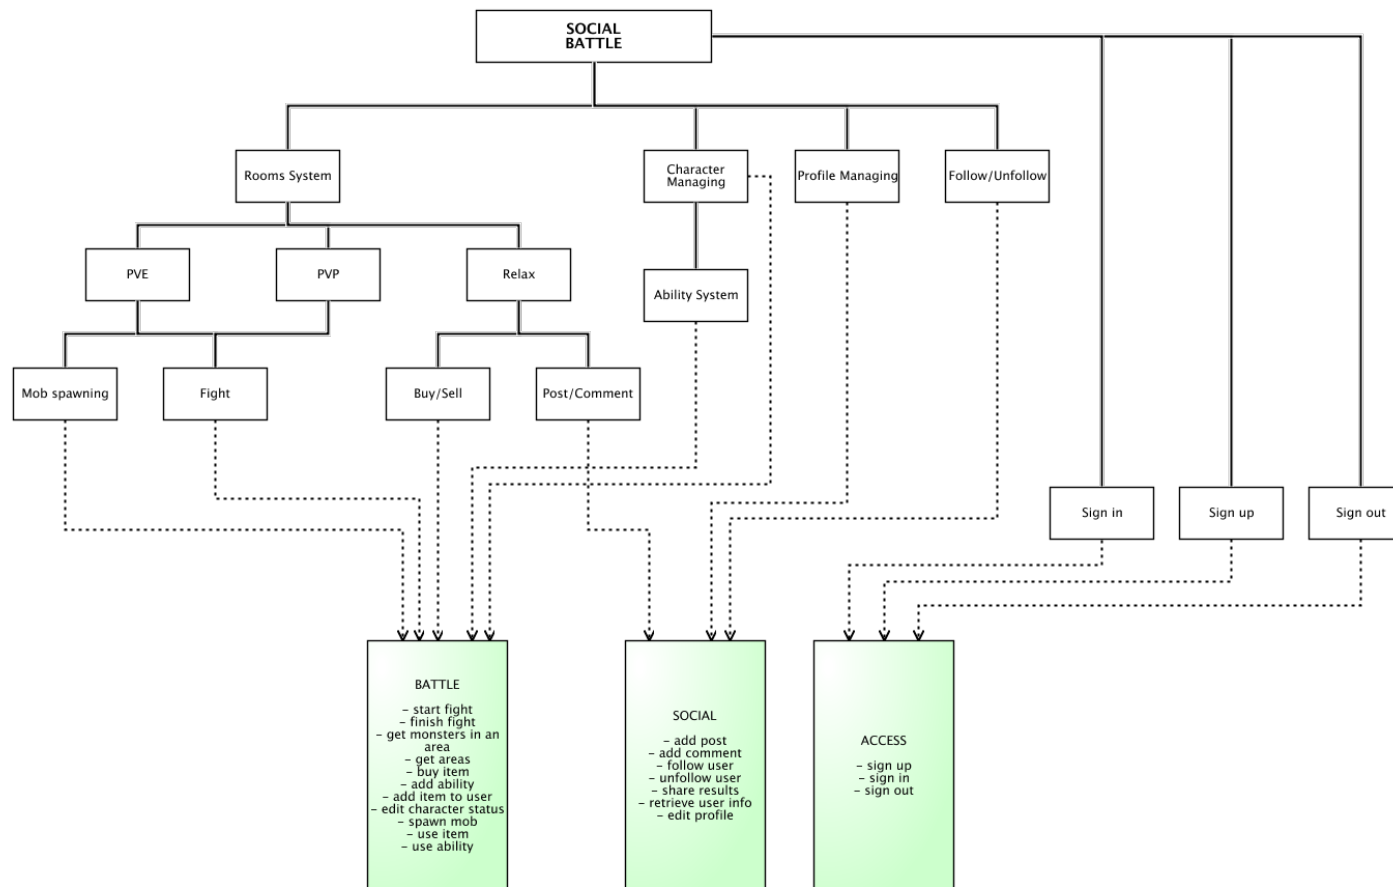 SOCIAL
BATTLE
Rooms System
Character
Managing
Profile Managing
Follow/Unfollow
PVE
PVP
Relax
Ability System
Mob spawning
Fight
Buy/Sell
Post/Comment
Sign in
Sign up
Sign out
BATTLE
– start fight
– finish fight
– get monsters in an
area
– get areas
– buy item
– add ability
– add item to user
– edit character status
– spawn mob
– use item
– use ability
SOCIAL
– add post
– add comment
– follow user
– unfollow user
– share results
– retrieve user info
– edit profile
ACCESS
– sign up
– sign in
– sign out